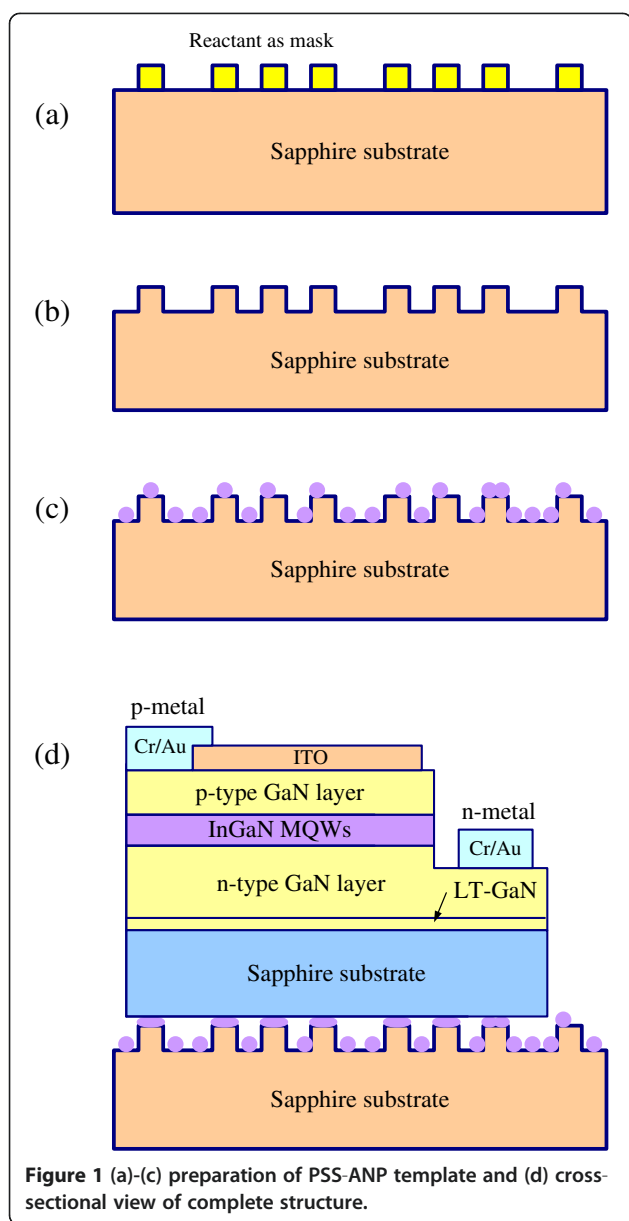 Reactant as mask
(a)
Sapphire substrate
(b)
Sapphire substrate
(c)
Sapphire substrate
p-metal
(d)
Cr/Au
ITO
p-type GaN layer
n-metal
InGaN MQWs
Cr/Au
n-type GaN layer
LT-GaN
Sapphire substrate
Sapphire substrate
Figure 1 (a)-(c) preparation of PSS-ANP template and (d) cross-
sectional view of complete structure.